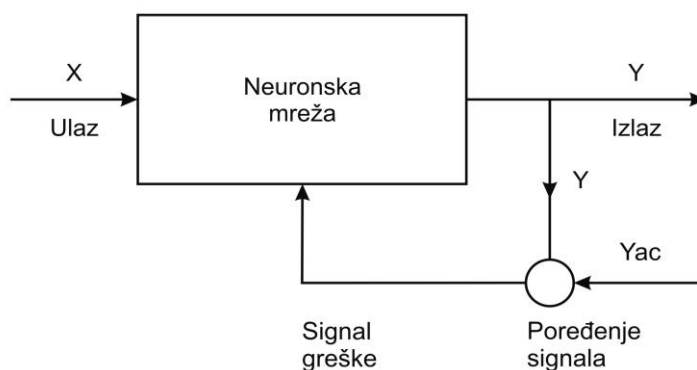 X
Ulaz
Neuronska
mreža
Y
Izlaz
Y
Yac
Signal
greške
Poređenje
signala